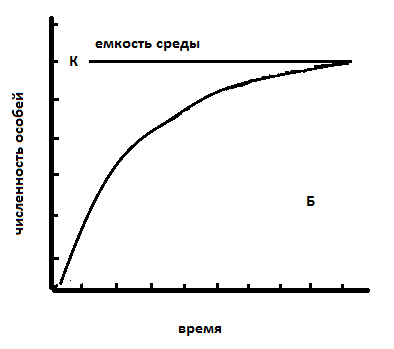 емкость среды
К
численность особей
Б
время